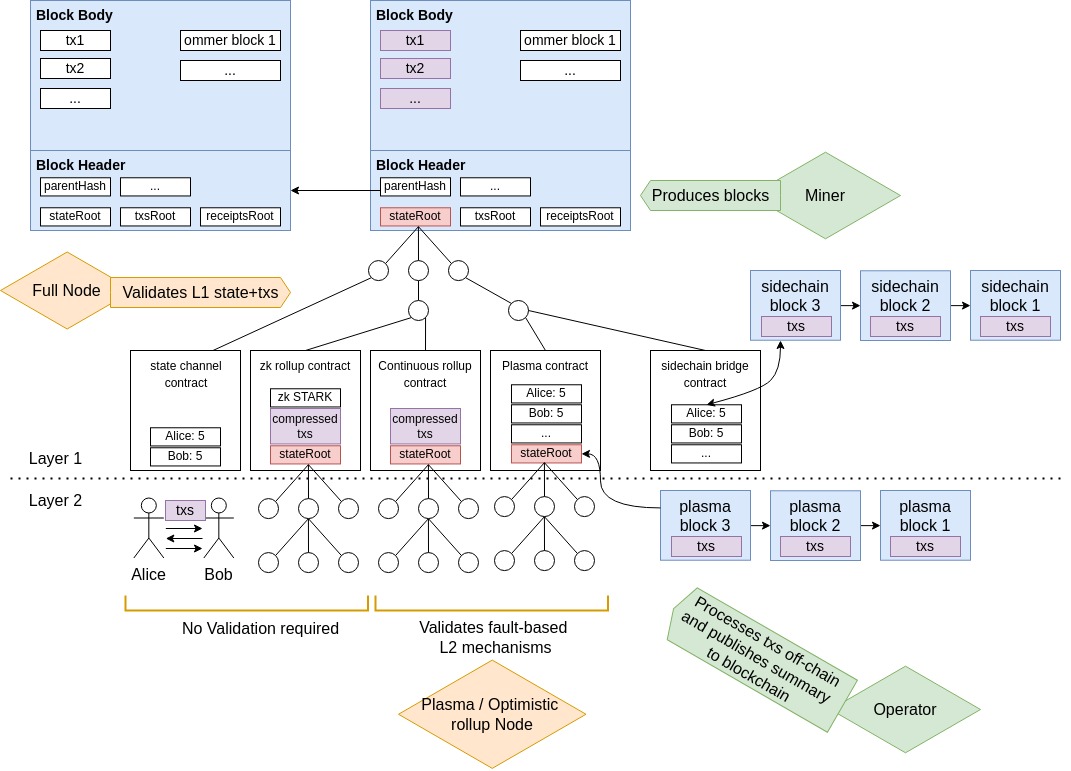 Block Body
tx1
ommer block 1
tx2
...
...
Block Header
parentHash
...
stateRoot
txsRoot
receiptsRoot
Block Body
tx1
ommer block 1
tx2
...
...
Block Header
parentHash
...
stateRoot
txsRoot
receiptsRoot
Produces blocks
Miner
Full Node
Validates L1 state+txs
sidechain
block 3
txs
sidechain
block 2
txs
sidechain
block 1
txs
state channel
contract
Alice: 5
Bob: 5
zk rollup contract
zk STARK
compressed
txs
stateRoot
Continuous rollup
contract
compressed
txs
stateRoot
Plasma contract
Alice: 5
Bob: 5
...
stateRoot
sidechain bridge
contract
Alice: 5
Bob: 5
...
Layer 1
Layer 2
txs
Alice
Bob
plasma
block 3
txs
plasma
block 2
txs
plasma
block 1
txs
No Validation required
Validates fault-based
L2 mechanisms
Plasma / Optimistic
rollup Node
Processes txs off-chain
and publishes summary
to blockchain
Operator